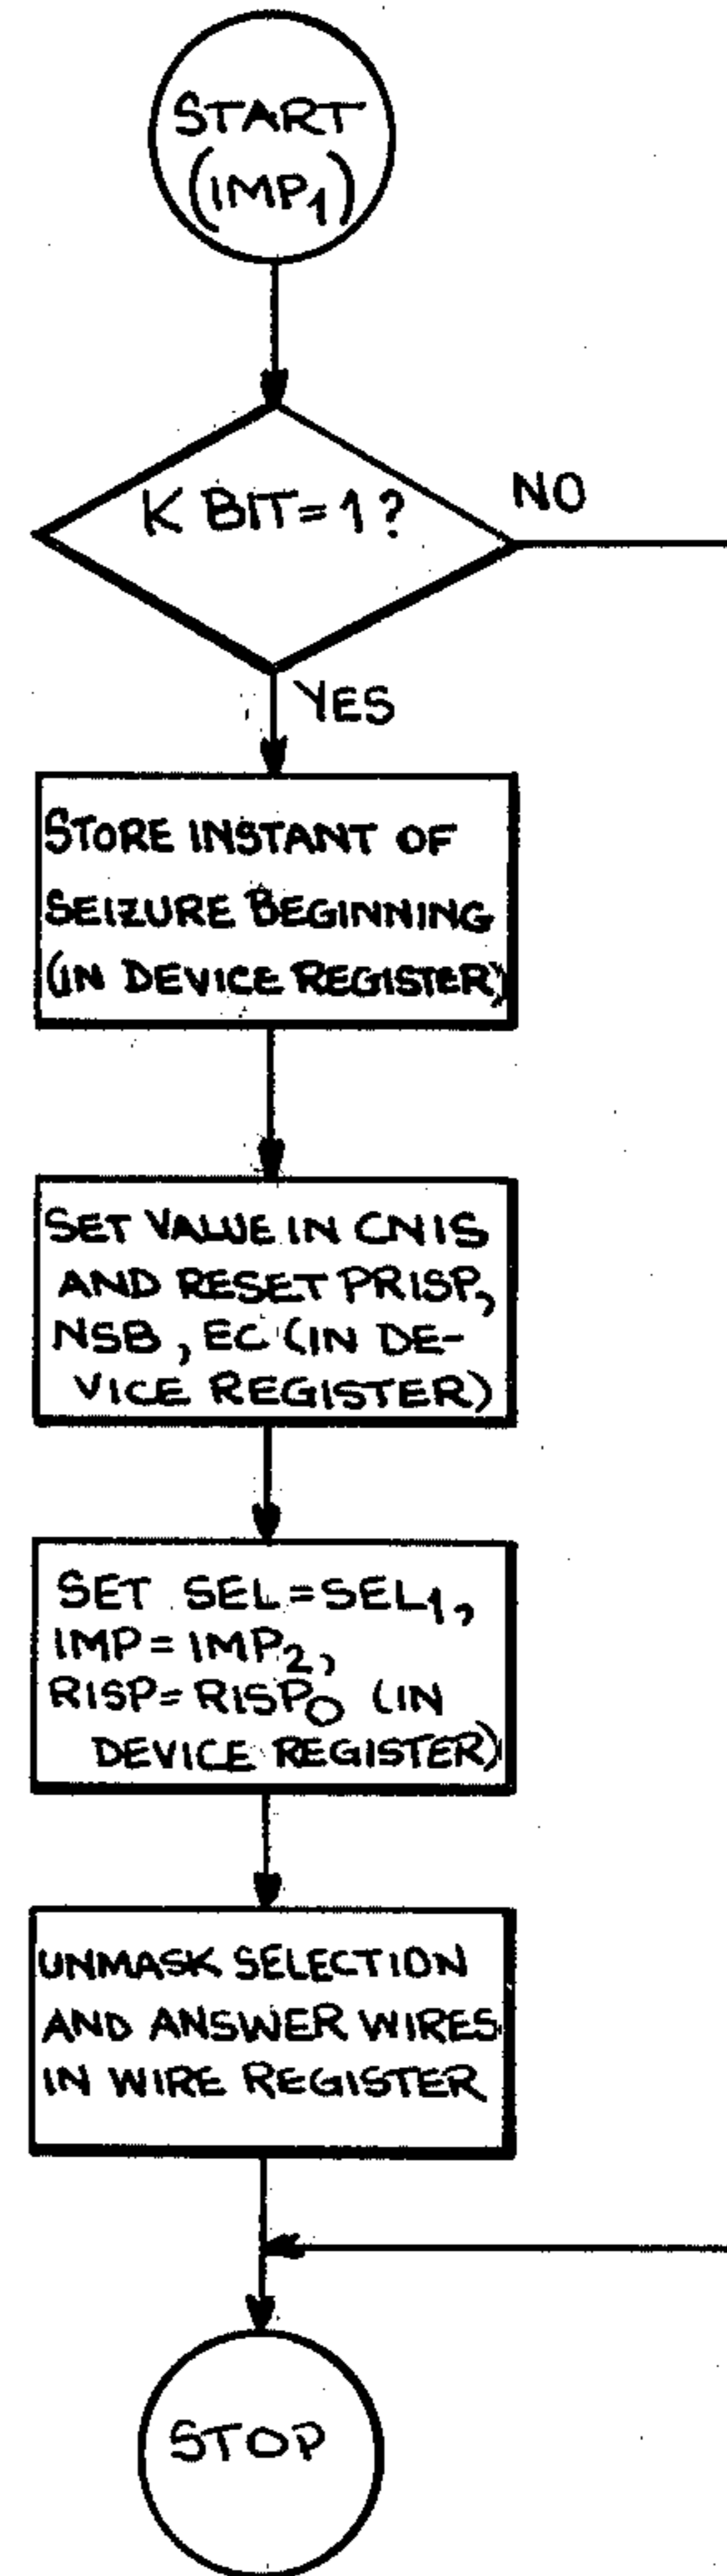 START
(IMP₁)
K BIT=1?
NO
YES
STORE INSTANT OF
SEIZURE BEGINNING
(IN DEVICE REGISTER)
SET VALUE IN CNIS
AND RESET PRISP,
NSB, EC (IN DE-
VICE REGISTER)
SET SEL=SEL₁,
IMP=IMP₂,
RISP=RISP₀ (IN
DEVICE REGISTER)
UNMASK SELECTION
AND ANSWER WIRES
IN WIRE REGISTER
STOP